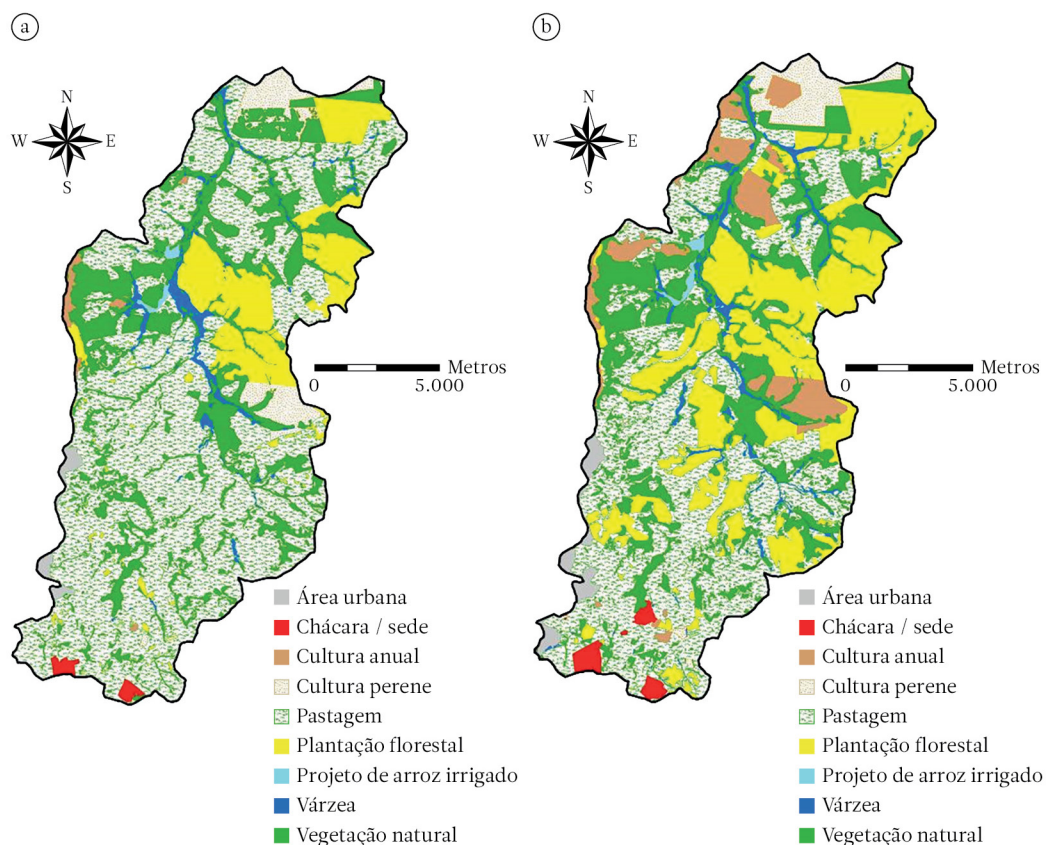 a
b
N
W E
S
N
W E
S
Metros
0 5.000
Metros
0 5.000
Área urbana
Chácara / sede
Cultura anual
Cultura perene
Pastagem
Plantação florestal
Projeto de arroz irrigado
Várzea
Vegetação natural
Área urbana
Chácara / sede
Cultura anual
Cultura perene
Pastagem
Plantação florestal
Projeto de arroz irrigado
Várzea
Vegetação natural